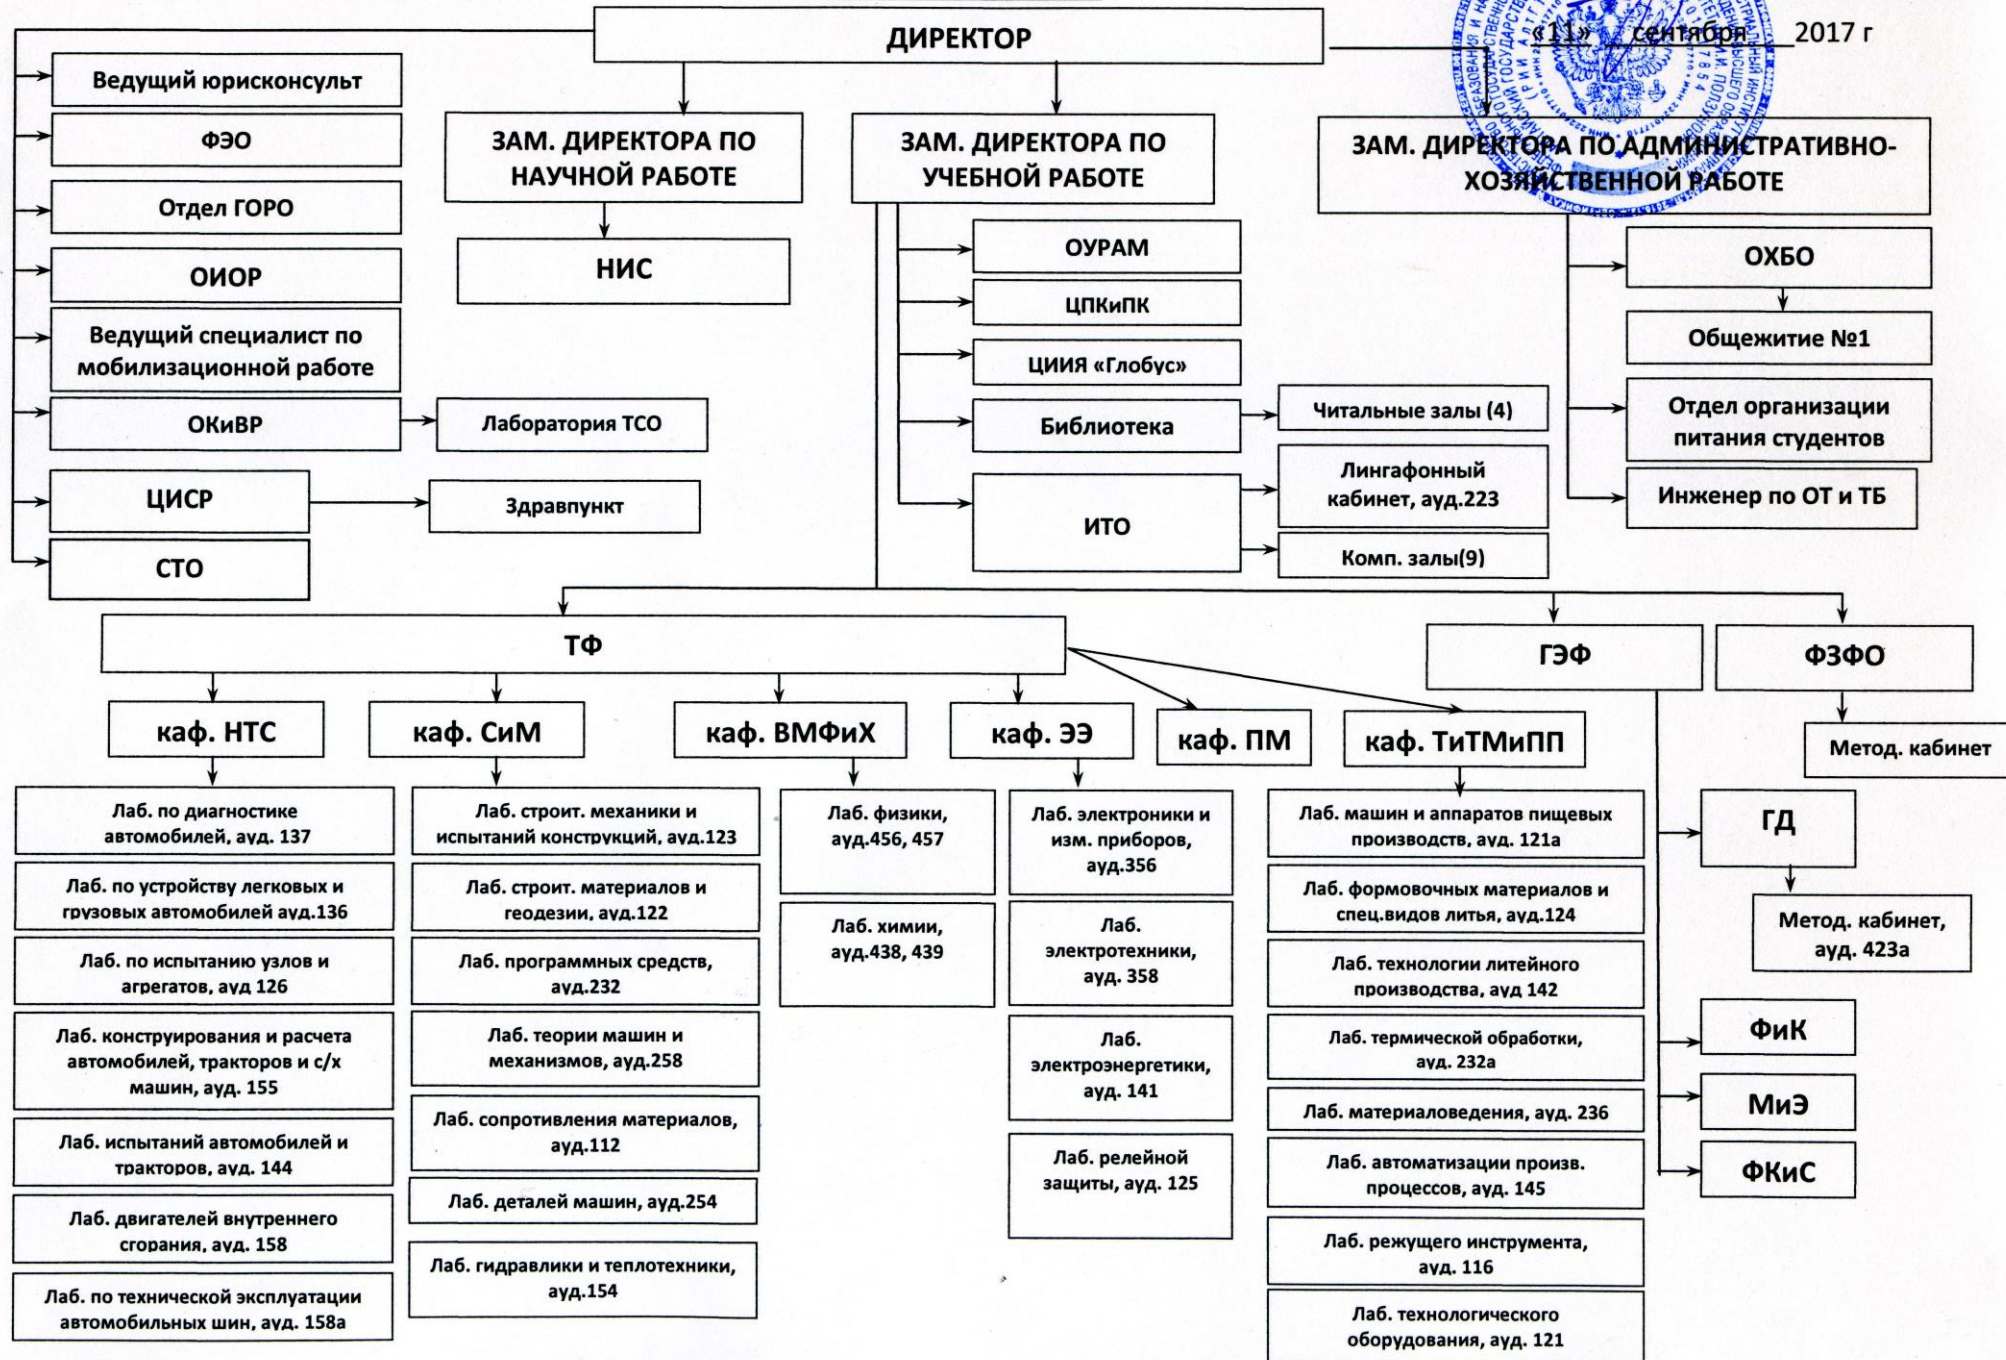 ДИРЕКТОР
«11» сентября 2017 г
Ведущий юрисконсульт
ФЭО
Отдел ГОРО
ОИОР
Ведущий специалист по
мобилизационной работе
ОКиВР
Лаборатория ТСО
ЦИСР
Здравпункт
СТО
ЗАМ. ДИРЕКТОРА ПО
НАУЧНОЙ РАБОТЕ
НИС
ЗАМ. ДИРЕКТОРА ПО
УЧЕБНОЙ РАБОТЕ
ОУРАМ
ЦПКиПК
ЦИИЯ «Глобус»
Библиотека
Читальные залы (4)
ИТО
Лингафонный
кабинет, ауд.223
Комп. залы(9)
ЗАМ. ДИРЕКТОРА ПО АДМИНИСТРАТИВНО-
ХОЗЯЙСТВЕННОЙ РАБОТЕ
ОХБО
Общежитие №1
Отдел организации
питания студентов
Инженер по ОТ и ТБ
ТФ
ГЭФ
ФЗФО
каф. НТС
каф. СиМ
каф. ВМФиХ
каф. ЭЭ
каф. ПМ
каф. ТиТМиПП
Метод. кабинет
Лаб. по диагностике
автомобилей, ауд. 137
Лаб. по устройству легковых и
грузовых автомобилей ауд.136
Лаб. по испытанию узлов и
агрегатов, ауд 126
Лаб. конструирования и расчета
автомобилей, тракторов и с/х
машин, ауд. 155
Лаб. испытаний автомобилей и
тракторов, ауд. 144
Лаб. двигателей внутреннего
сгорания, ауд. 158
Лаб. по технической эксплуатации
автомобильных шин, ауд. 158а
Лаб. строит. механики и
испытаний конструкций, ауд.123
Лаб. строит. материалов и
геодезии, ауд.122
Лаб. программных средств,
ауд.232
Лаб. теории машин и
механизмов, ауд.258
Лаб. сопротивления материалов,
ауд.112
Лаб. деталей машин, ауд.254
Лаб. гидравлики и теплотехники,
ауд.154
Лаб. физики,
ауд.456, 457
Лаб. химии,
ауд.438, 439
Лаб. электроники и
изм. приборов,
ауд.356
Лаб.
электротехники,
ауд. 358
Лаб.
электроэнергетики,
ауд. 141
Лаб. релейной
защиты, ауд. 125
Лаб. машин и аппаратов пищевых
производств, ауд. 121а
Лаб. формовочных материалов и
спец.видов литья, ауд.124
Лаб. технологии литейного
производства, ауд 142
Лаб. термической обработки,
ауд. 232а
Лаб. материаловедения, ауд. 236
Лаб. автоматизации произв.
процессов, ауд. 145
Лаб. режущего инструмента,
ауд. 116
Лаб. технологического
оборудования, ауд. 121
ГД
Метод. кабинет,
ауд. 423а
ФиК
МиЭ
ФКиС